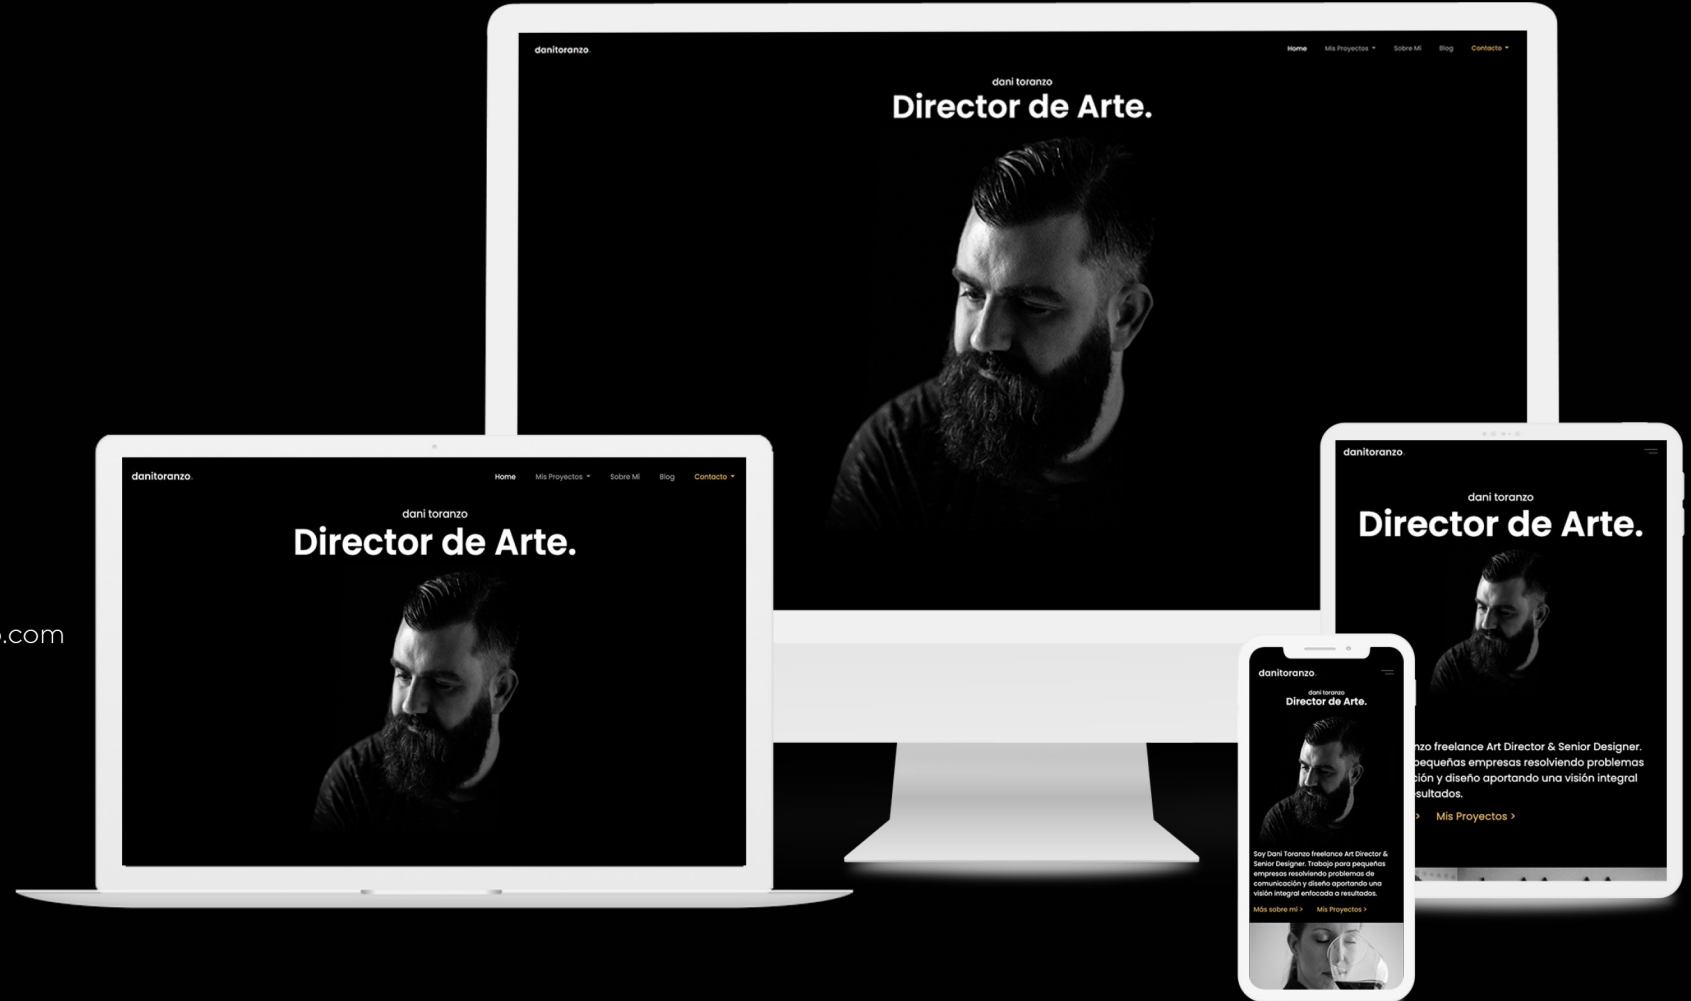 danitoranzo.
Home Mis Proyectos Sobre Mí Blog Contacto
dani toranzo
Director de Arte.
danitoranzo.
Home Mis Proyectos Sobre Mí Blog Contacto
dani toranzo
Director de Arte.
.com
danitoranzo.
dani toranzo
Director de Arte.
freelance Art Director & Senior Designer.
pequeñas empresas resolviendo problemas
y diseño aportando una visión integral
> Mis Proyectos >
danitoranzo.
dani toranzo
Director de Arte.
Soy Dani Toranzo freelance Art Director &
Senior Designer. Trabajo para pequeñas
empresas resolviendo problemas de
comunicación y diseño aportando una
visión integral enfocada a resultados.
Más sobre mí > Mis Proyectos >